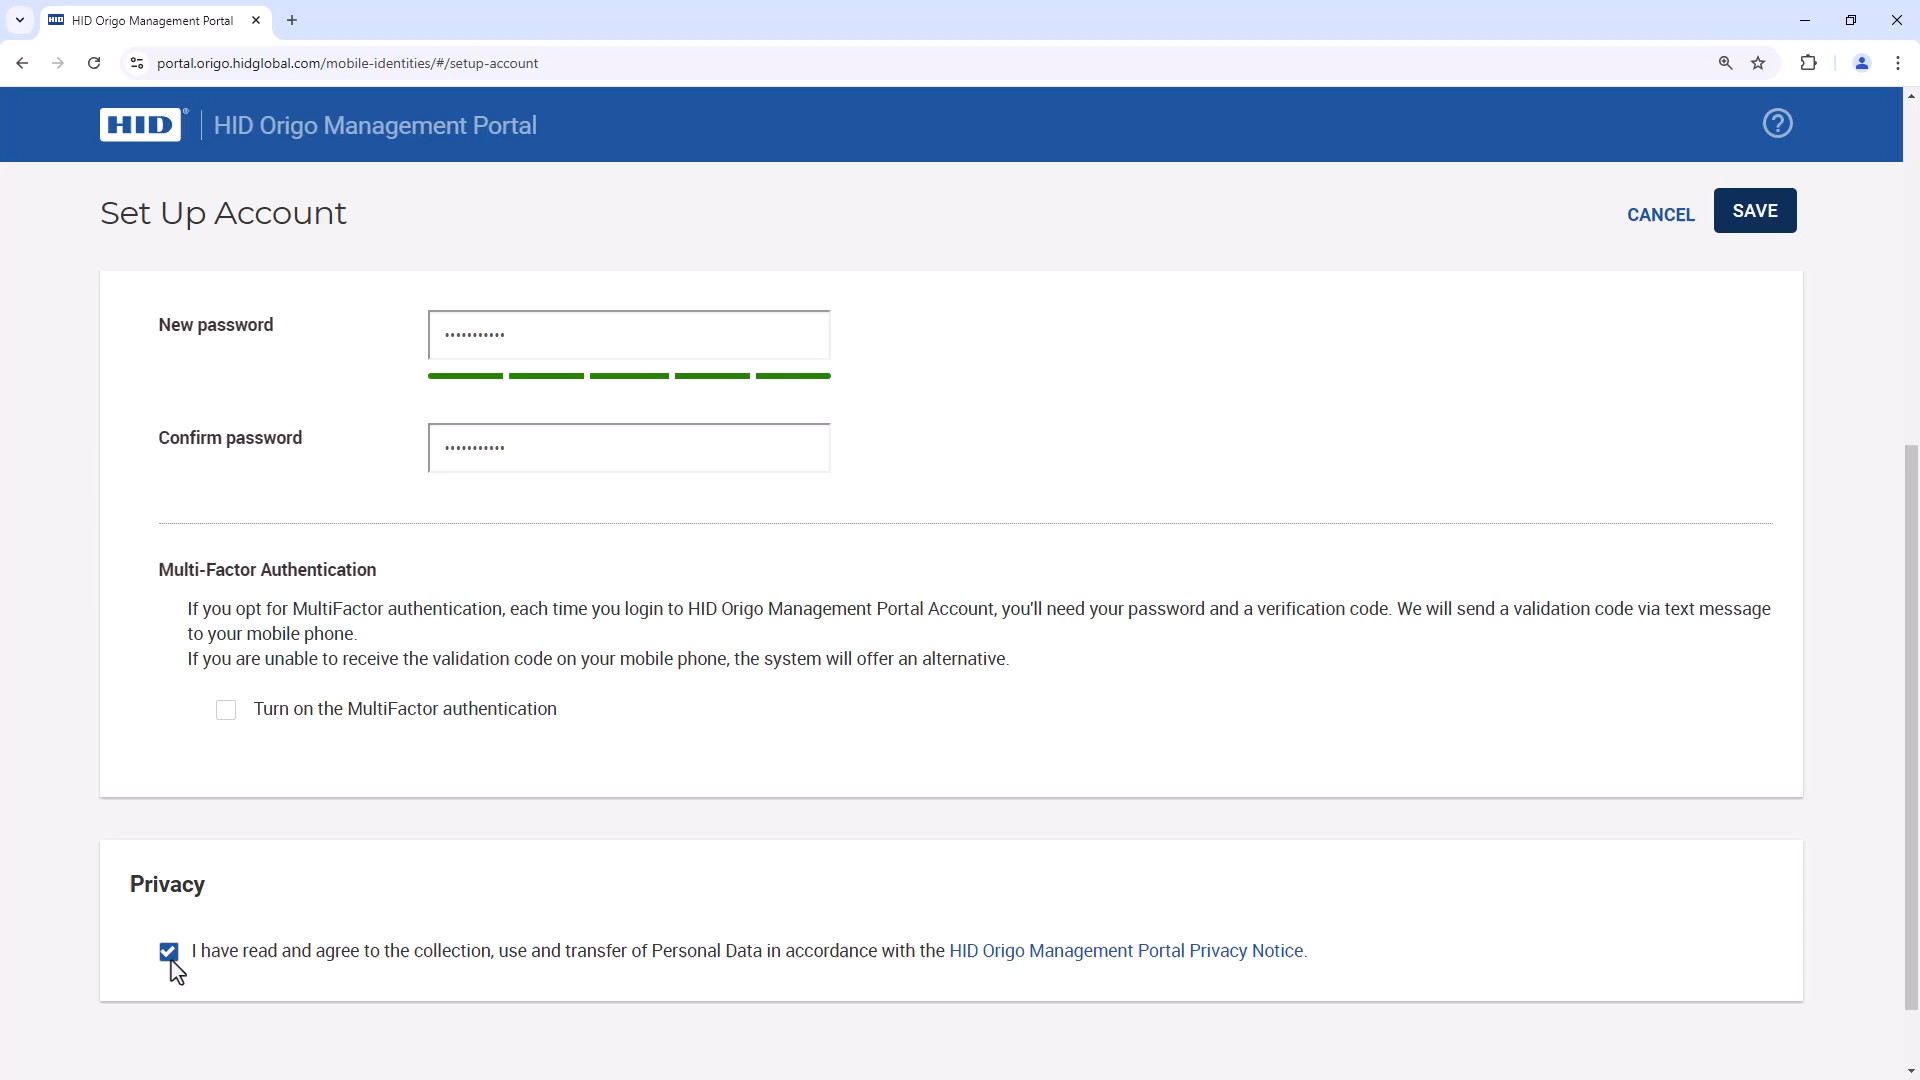 HID Origo Management Portal
portal.origo.hidglobal.com/mobile-identities/#/setup-account
HID® HID Origo Management Portal
Set Up Account
CANCEL
SAVE
New password
•••••••••••
Confirm password
•••••••••••
Multi-Factor Authentication
If you opt for MultiFactor authentication, each time you login to HID Origo Management Portal Account, you'll need your password and a verification code. We will send a validation code via text message
to your mobile phone.
If you are unable to receive the validation code on your mobile phone, the system will offer an alternative.
Turn on the MultiFactor authentication
Privacy
I have read and agree to the collection, use and transfer of Personal Data in accordance with the HID Origo Management Portal Privacy Notice.